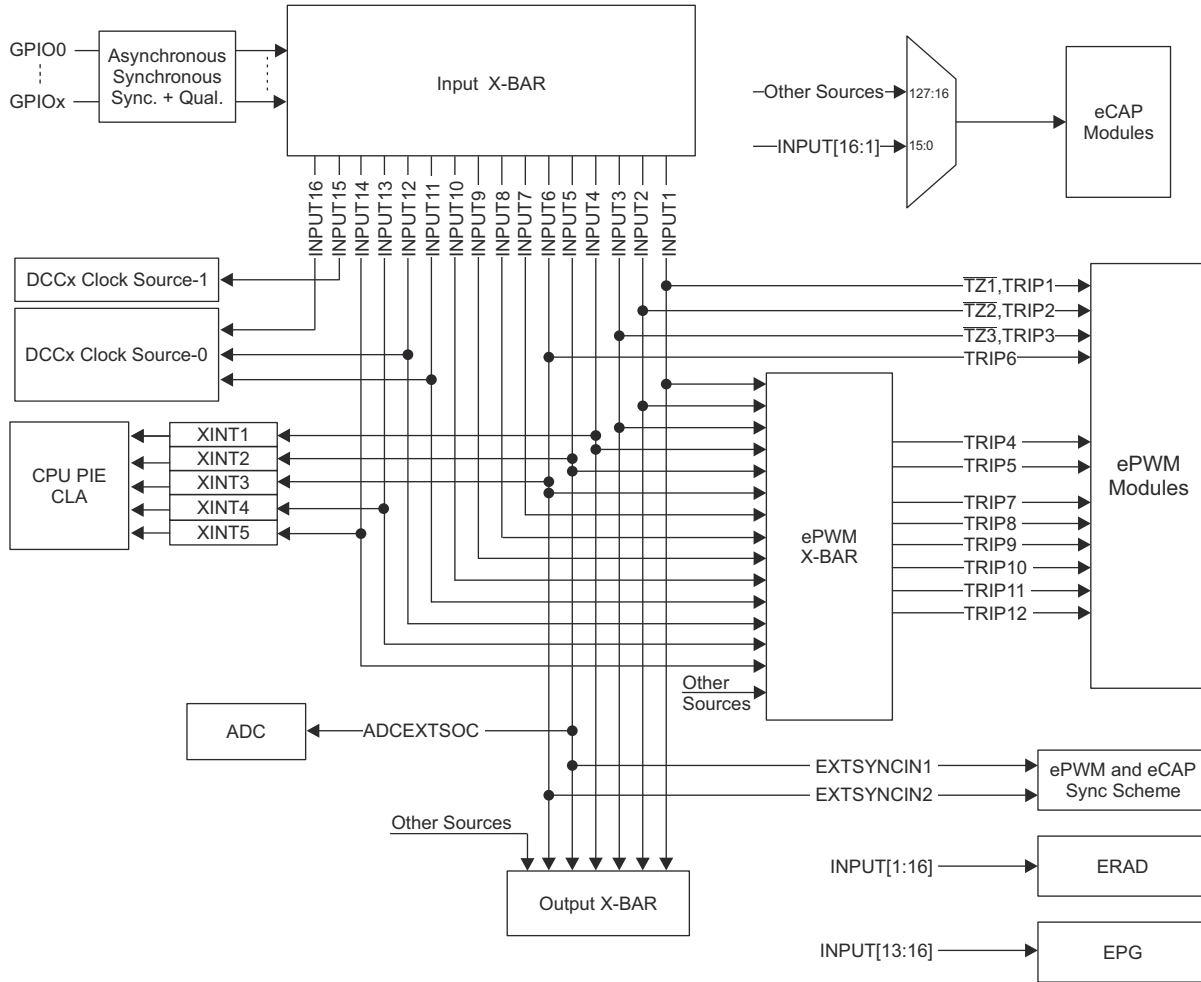 GPIO0
GPIOx
Asynchronous
Synchronous
Sync. + Qual.
Input X-BAR
Other Sources
INPUT[16:1]
127:16
15:0
eCAP
Modules
INPUT16
INPUT15
INPUT14
INPUT13
INPUT12
INPUT11
INPUT10
INPUT9
INPUT8
INPUT7
INPUT6
INPUT5
INPUT4
INPUT3
INPUT2
INPUT1
DCCx Clock Source-1
DCCx Clock Source-0
TZ1,TRIP1
TZ2,TRIP2
TZ3,TRIP3
TRIP6
CPU PIE
CLA
XINT1
XINT2
XINT3
XINT4
XINT5
ePWM
X-BAR
TRIP4
TRIP5
TRIP7
TRIP8
TRIP9
TRIP10
TRIP11
TRIP12
ePWM
Modules
Other
Sources
ADC
ADCEXTSOC
EXTSYNCIN1
EXTSYNCIN2
ePWM and eCAP
Sync Scheme
Other Sources
Output X-BAR
INPUT[1:16]
ERAD
INPUT[13:16]
EPG